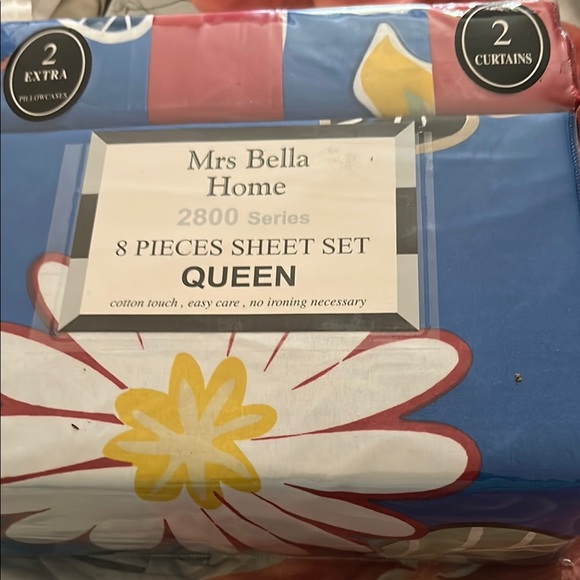 2
EXTRA
PILLOWCASES
2
CURTAINS
Mrs Bella
Home
2800 Series
8 PIECES SHEET SET
QUEEN
cotton touch , easy care , no ironing necessary